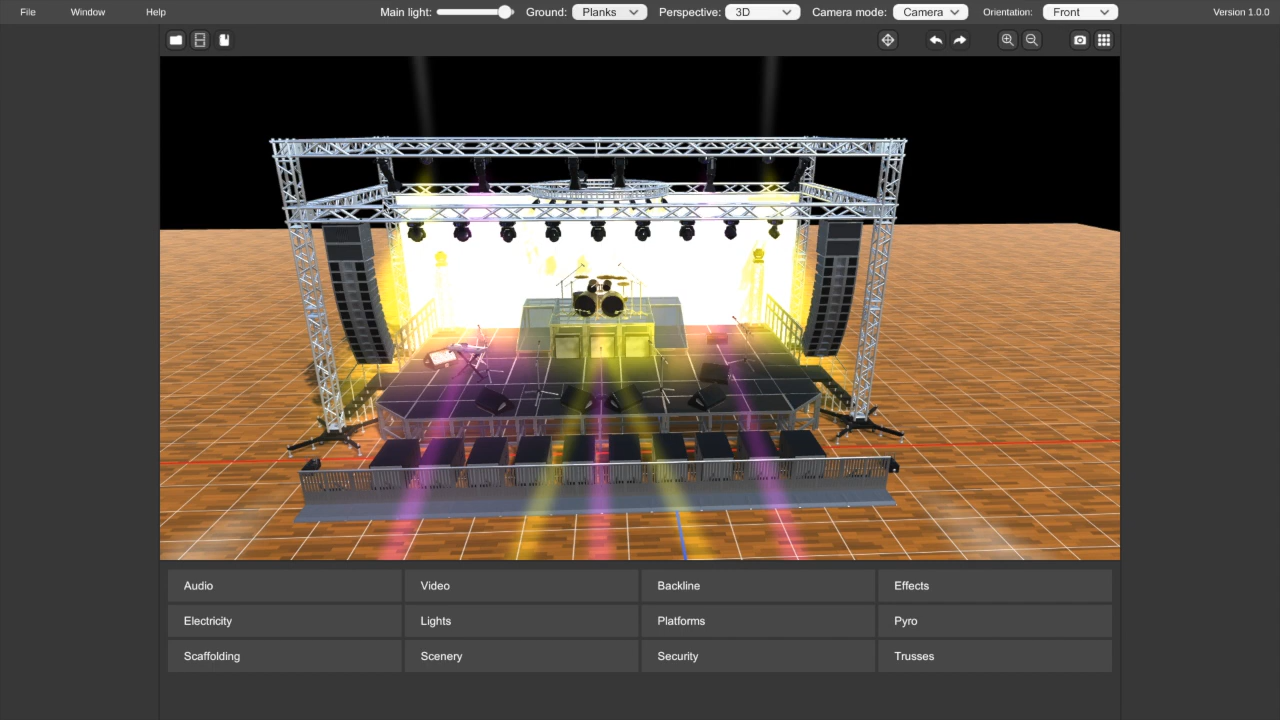 File Window Help Main light: Ground: Planks Perspective: 3D Camera mode: Camera Orientation: Front Version 1.0.0
Audio Video Backline Effects
Electricity Lights Platforms Pyro
Scaffolding Scenery Security Trusses